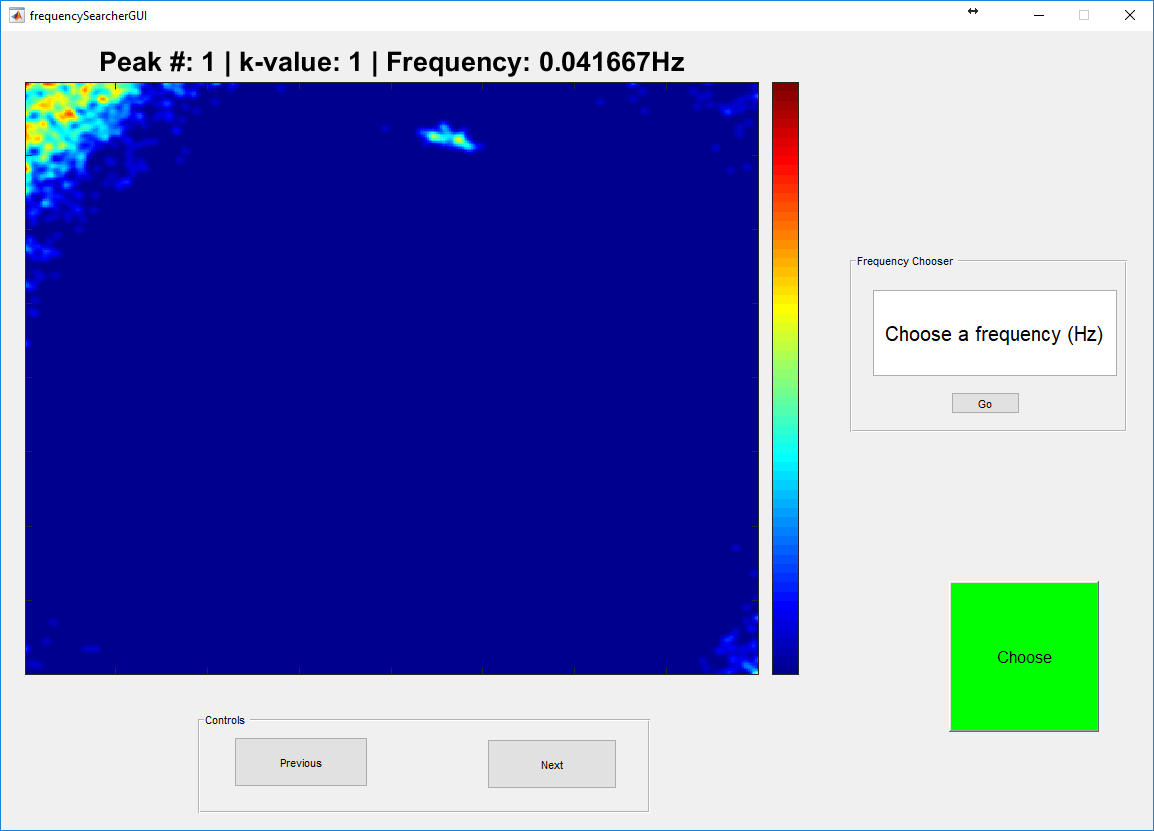 frequencySearcherGUI
Peak #: 1 | k-value: 1 | Frequency: 0.041667Hz
Frequency Chooser
Choose a frequency (Hz)
Go
Choose
Controls
Previous
Next